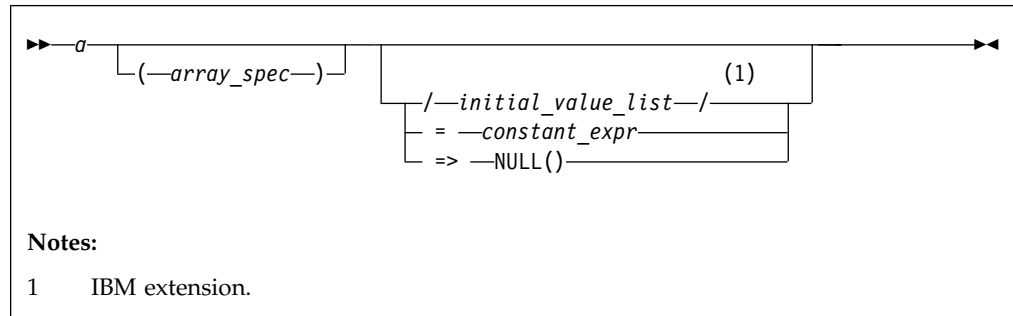 a
( array_spec )
(1)
/ initial_value_list /
= constant_expr
=> NULL()
Notes:
1 IBM extension.